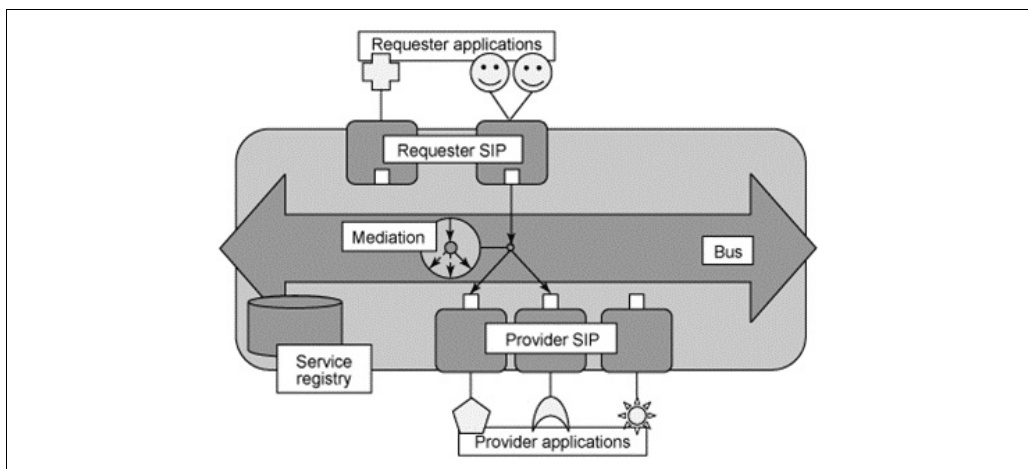 Requester applications
Requester SIP
Mediation
Bus
Provider SIP
Service
registry
Provider applications